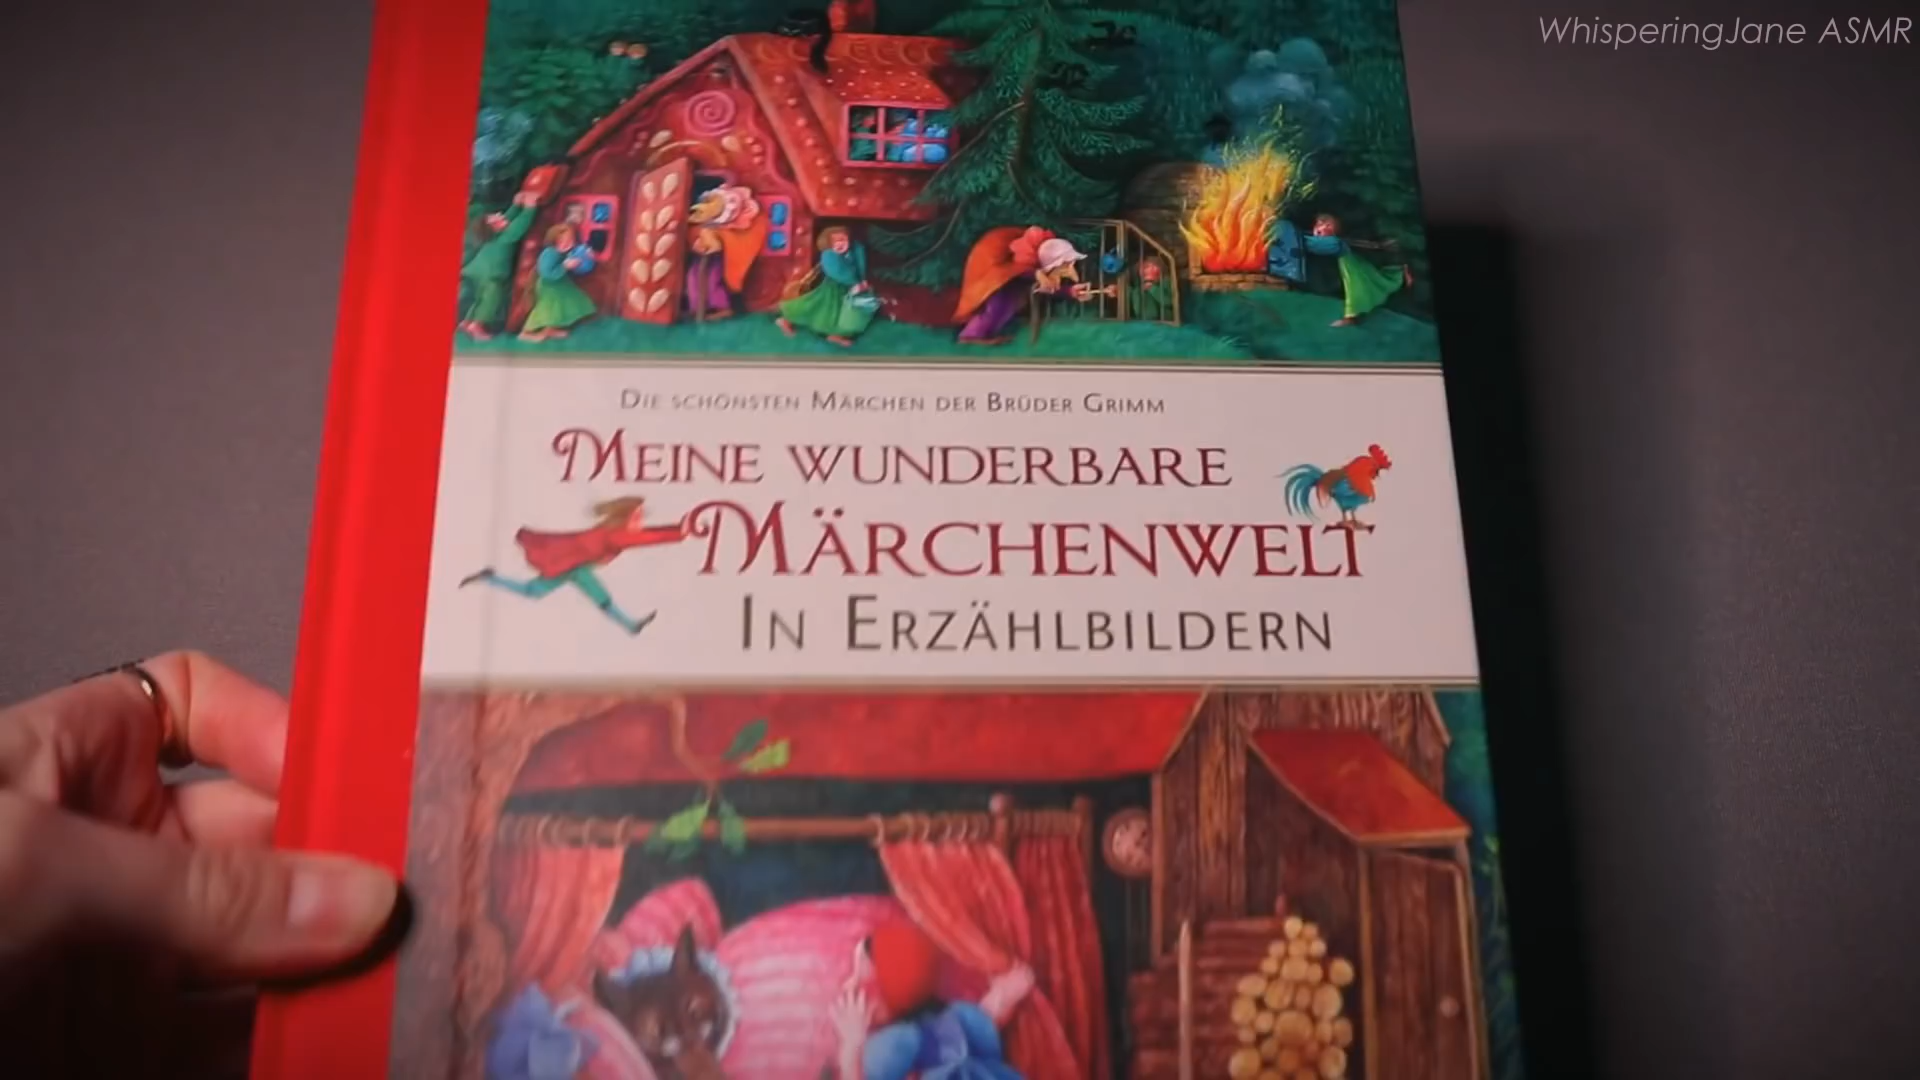 WhisperingJane ASMR
Die schönsten Märchen der Brüder Grimm
Meine wunderbare
Märchenwelt
In Erzählbildern